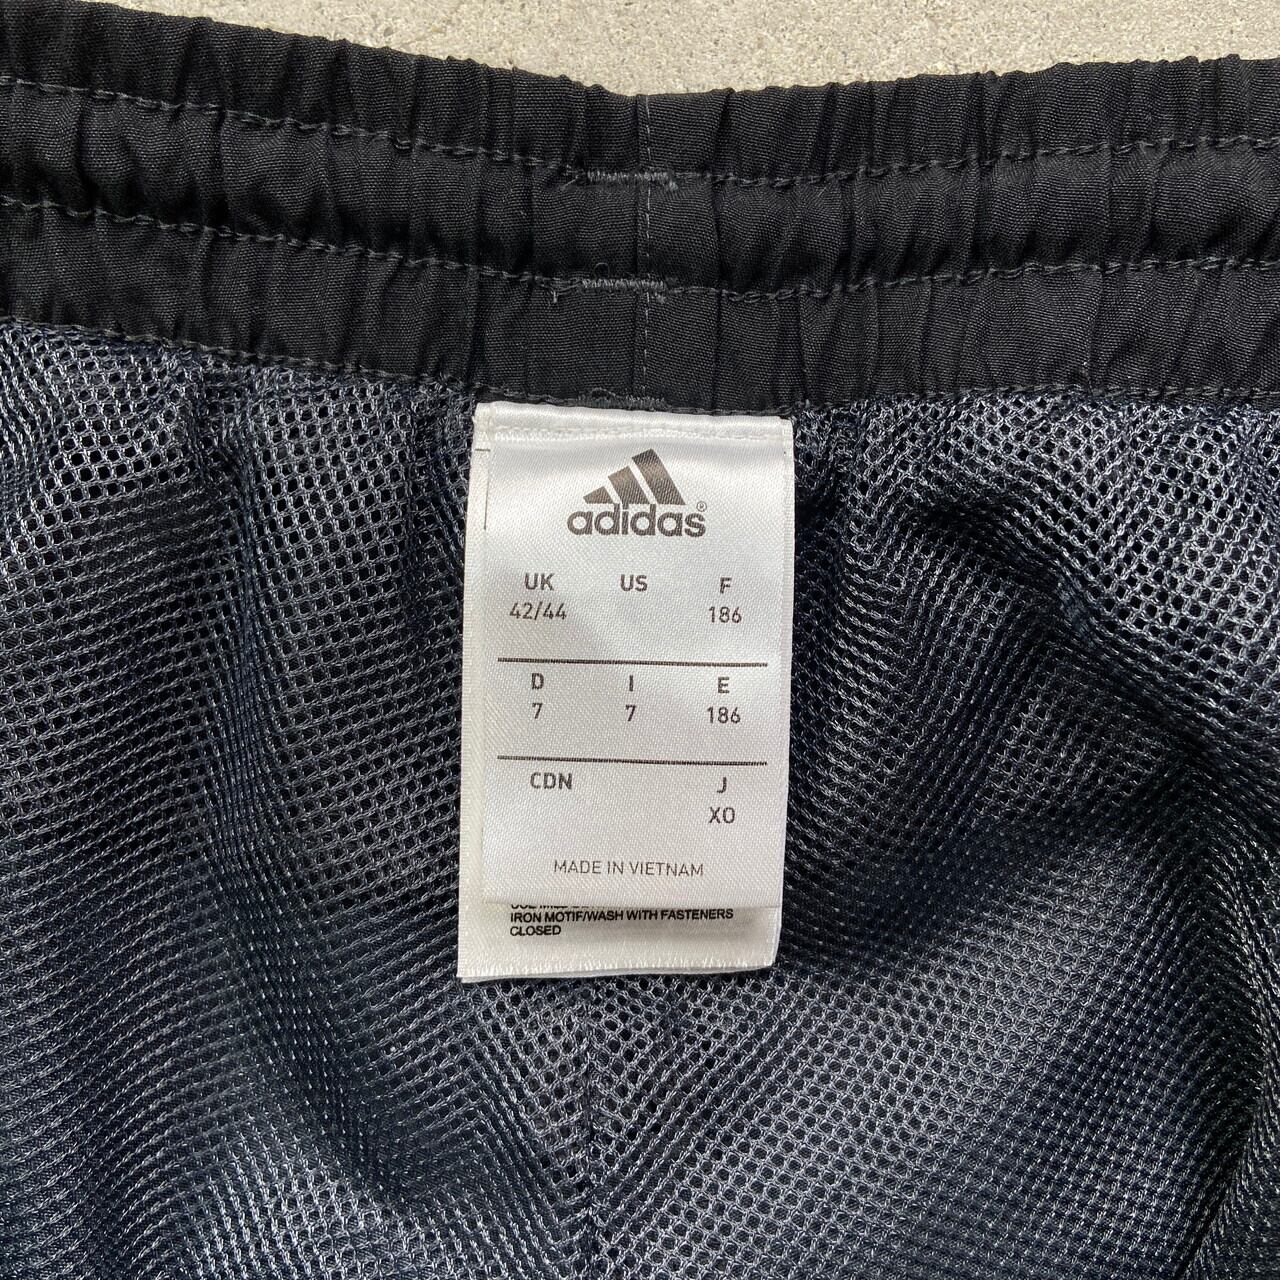 adidas®
UK US F
42/44 186
D I E
7 7 186
CDN J
XO
MADE IN VIETNAM
IRON MOTIF/WASH WITH FASTENERS
CLOSED